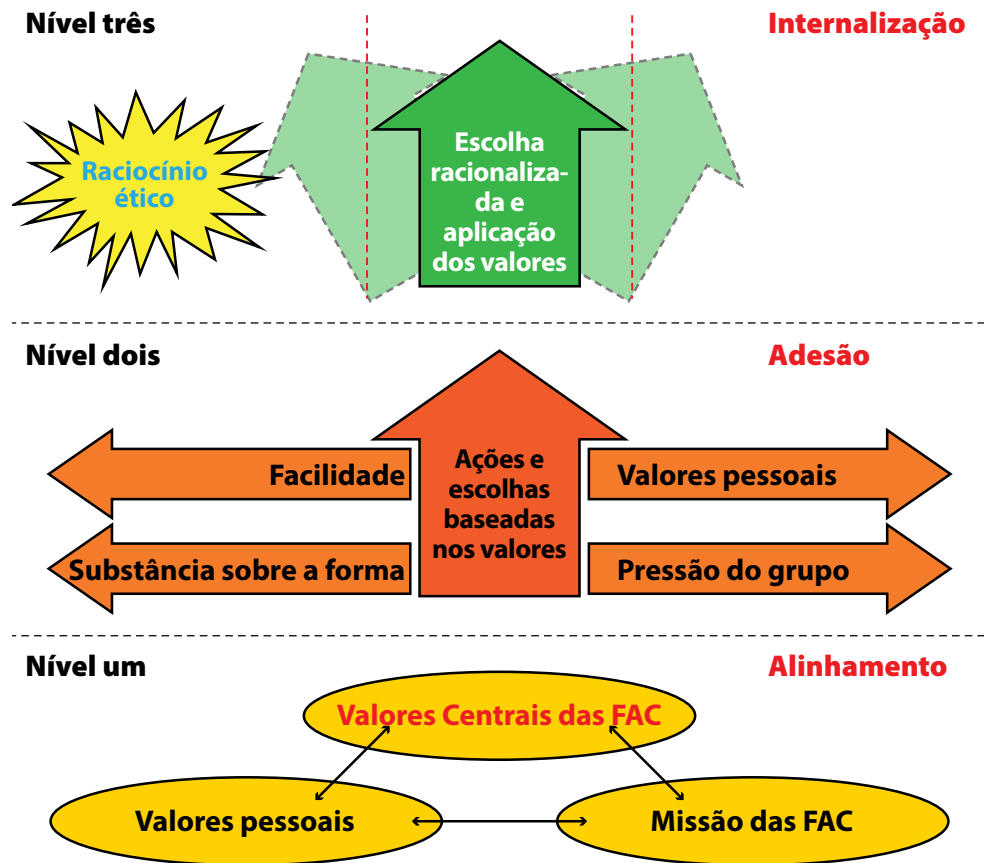 Nível três
Internalização
Raciocínio
ético
Escolha
racionaliza-
da e
aplicação
dos valores
Nível dois
Adesão
Facilidade
Ações e
escolhas
baseadas
nos valores
Valores pessoais
Substância sobre a forma
Pressão do grupo
Nível um
Alinhamento
Valores Centrais das FAC
Valores pessoais
Missão das FAC